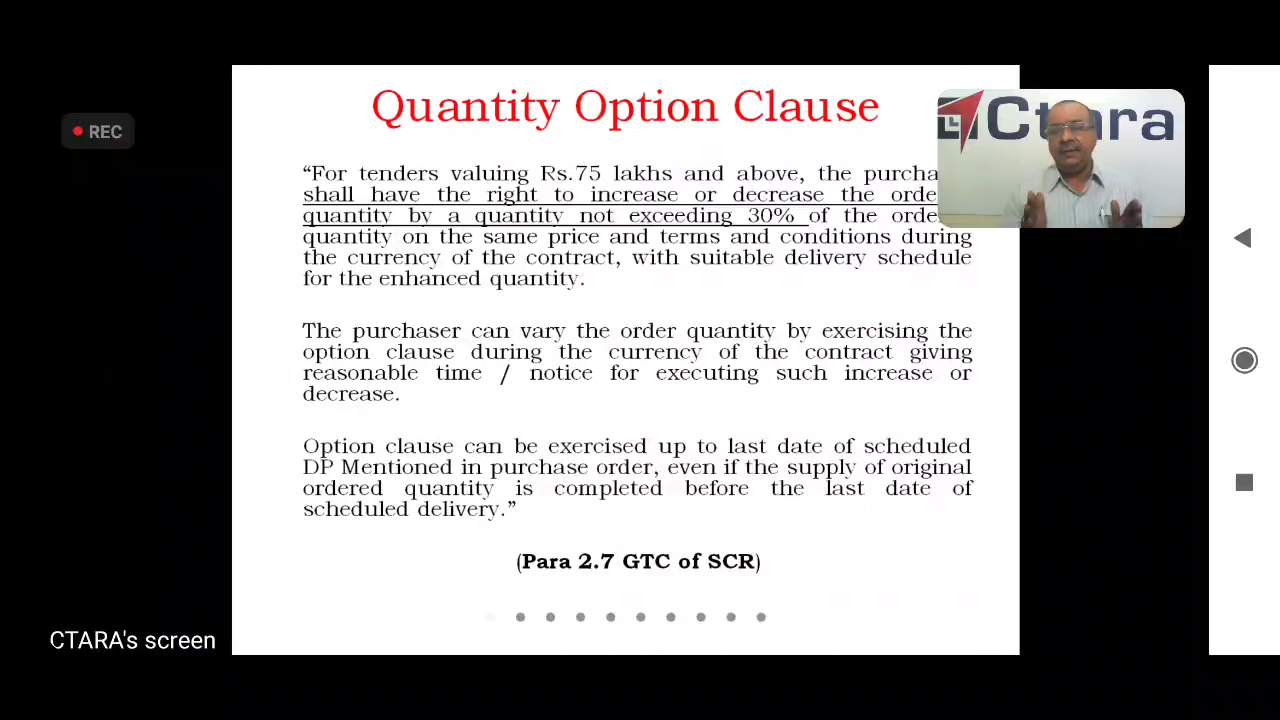 Quantity Option Clause
REC
Ctara
“For tenders valuing Rs.75 lakhs and above, the
shall have the right to increase or decrease the
quantity by a quantity not exceeding 30% of the
quantity on the same price and terms and conditions during
the currency of the contract, with suitable delivery schedule
for the enhanced quantity.
The purchaser can vary the order quantity by exercising the
option clause during the currency of the contract giving
reasonable time / notice for executing such increase or
decrease.
Option clause can be exercised up to last date of scheduled
DP Mentioned in purchase order, even if the supply of original
ordered quantity is completed before the last date of
scheduled delivery.”
(Para 2.7 GTC of SCR)
CTARA's screen